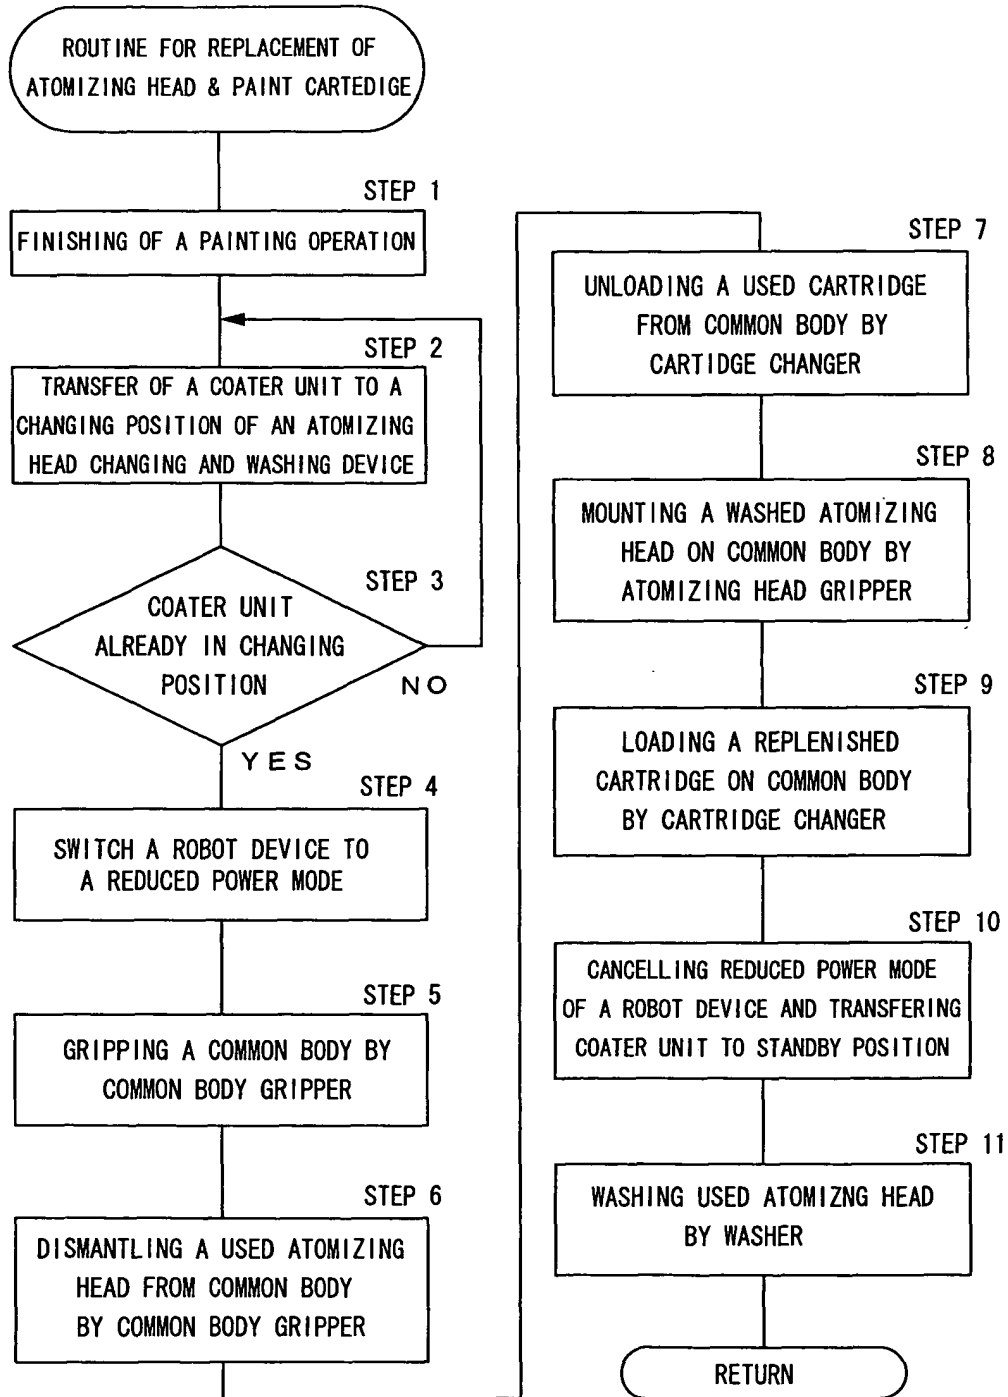 ROUTINE FOR REPLACEMENT OF
ATOMIZING HEAD & PAINT CARTEDIGE
STEP 1
FINISHING OF A PAINTING OPERATION
STEP 2
TRANSFER OF A COATER UNIT TO A
CHANGING POSITION OF AN ATOMIZING
HEAD CHANGING AND WASHING DEVICE
STEP 3
COATER UNIT
ALREADY IN CHANGING
POSITION
NO
YES
STEP 4
SWITCH A ROBOT DEVICE TO
A REDUCED POWER MODE
STEP 5
GRIPPING A COMMON BODY BY
COMMON BODY GRIPPER
STEP 6
DISMANTLING A USED ATOMIZING
HEAD FROM COMMON BODY
BY COMMON BODY GRIPPER
STEP 7
UNLOADING A USED CARTRIDGE
FROM COMMON BODY BY
CARTIDGE CHANGER
STEP 8
MOUNTING A WASHED ATOMIZING
HEAD ON COMMON BODY BY
ATOMIZING HEAD GRIPPER
STEP 9
LOADING A REPLENISHED
CARTRIDGE ON COMMON BODY
BY CARTRIDGE CHANGER
STEP 10
CANCELLING REDUCED POWER MODE
OF A ROBOT DEVICE AND TRANSFERING
COATER UNIT TO STANDBY POSITION
STEP 11
WASHING USED ATOMIZNG HEAD
BY WASHER
RETURN